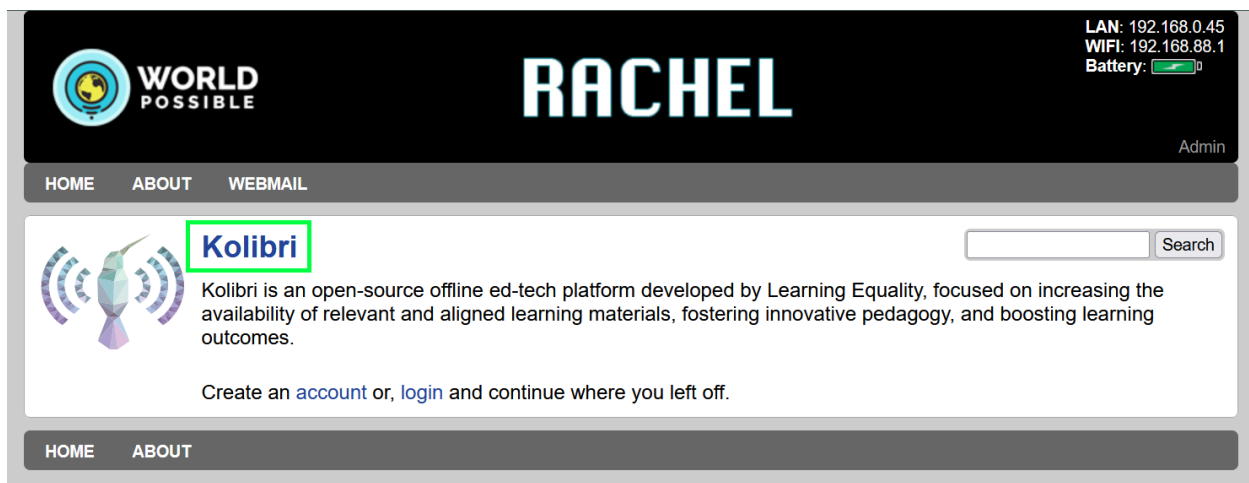 LAN: 192.168.0.45
WIFI: 192.168.88.1
Battery:
WORLD
POSSIBLE
RACHEL
Admin
HOME ABOUT WEBMAIL
Kolibri
Search
Kolibri is an open-source offline ed-tech platform developed by Learning Equality, focused on increasing the
availability of relevant and aligned learning materials, fostering innovative pedagogy, and boosting learning
outcomes.
Create an account or, login and continue where you left off.
HOME ABOUT